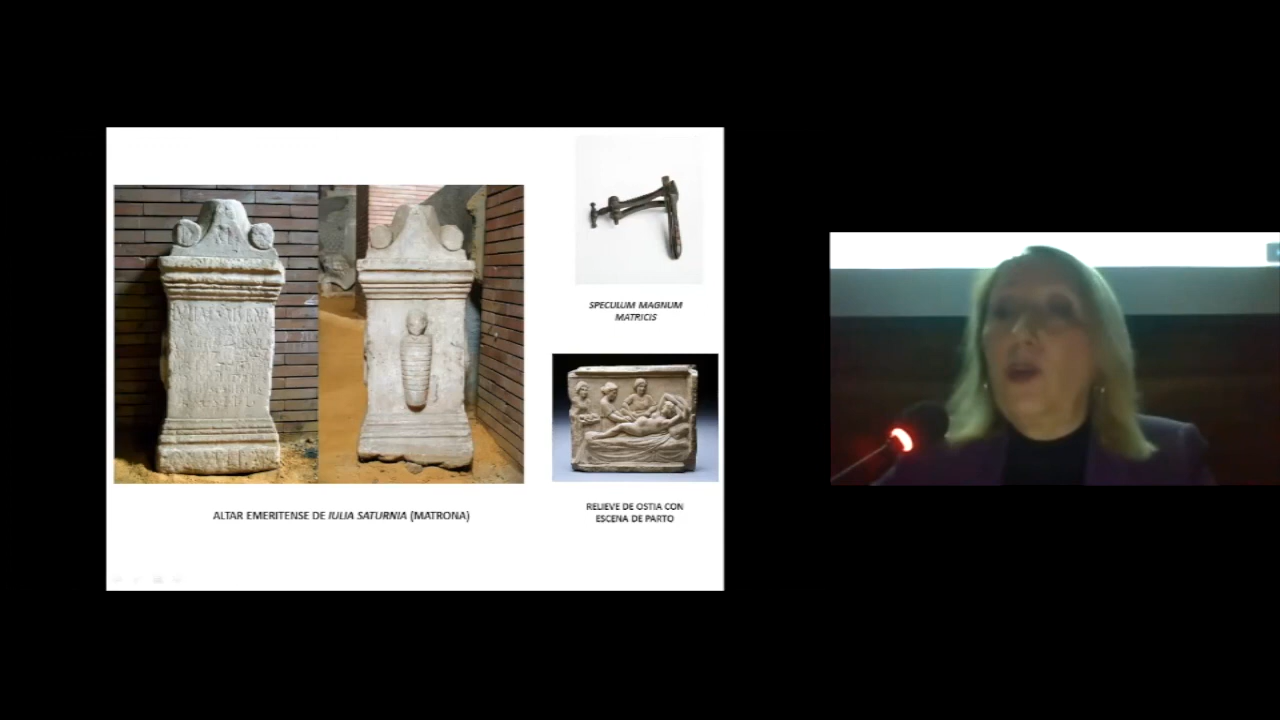 ALTAR EMERITENSE DE IULIA SATURNIA (MATRONA)
SPECULUM MAGNUM
MATRICIS
RELIEVE DE OSTIA CON
ESCENA DE PARTO